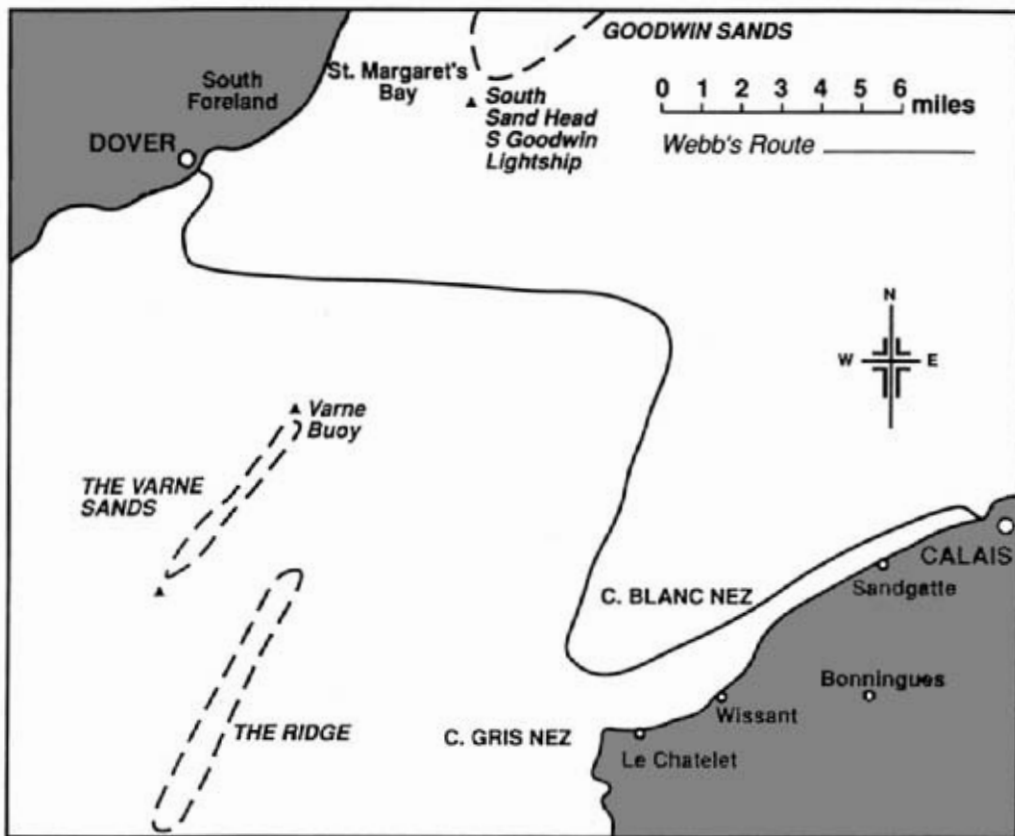 GOODWIN SANDS
South
Foreland
St. Margaret's
Bay
South
Sand Head
S Goodwin
Lightship
0 1 2 3 4 5 6 miles
Webb's Route
DOVER
N
W E
Varne
Buoy
THE VARNE
SANDS
CALAIS
Sandgatte
C. BLANC NEZ
Bonningues
Wissant
THE RIDGE
C. GRIS NEZ
Le Chatelet